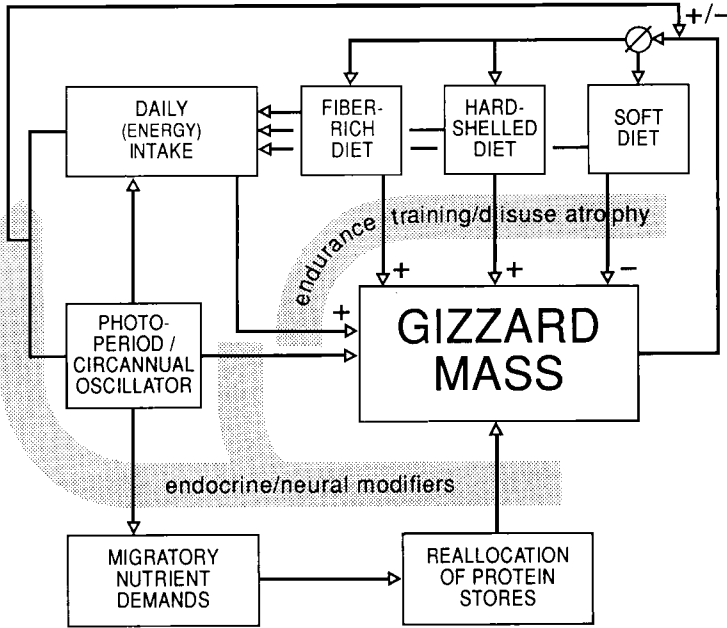 +/−
DAILY
(ENERGY)
INTAKE
FIBER-
RICH
DIET
HARD-
SHELLED
DIET
SOFT
DIET
endurance training/disuse atrophy
+
+
−
+
PHOTO-
PERIOD /
CIRCANNUAL
OSCILLATOR
GIZZARD
MASS
endocrine/neural modifiers
MIGRATORY
NUTRIENT
DEMANDS
REALLOCATION
OF PROTEIN
STORES